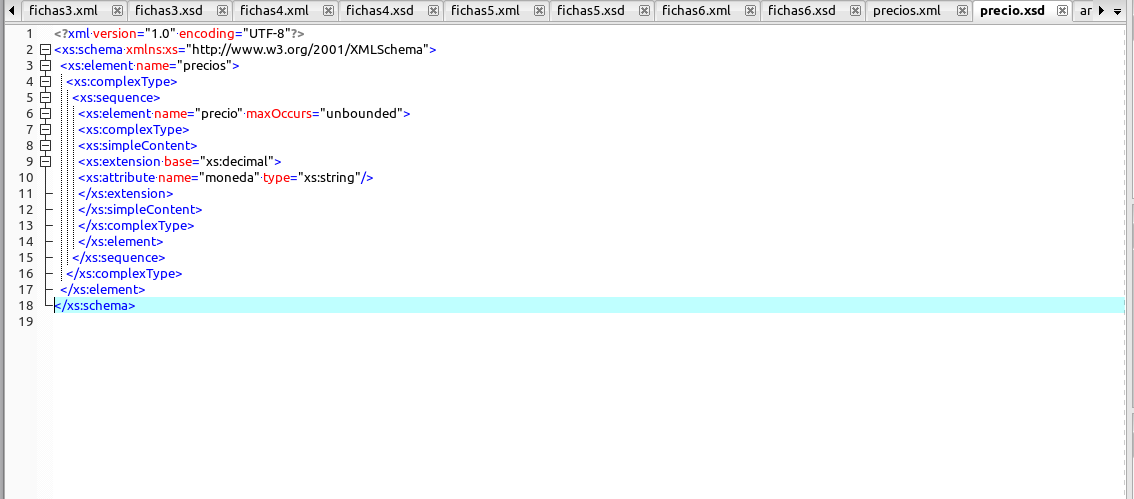 fichas3.xml fichas3.xsd fichas4.xml fichas4.xsd fichas5.xml fichas5.xsd fichas6.xml fichas6.xsd precios.xml precio.xsd ar
1 <?xml version="1.0" encoding="UTF-8"?>
2 <xs:schema xmlns:xs="http://www.w3.org/2001/XMLSchema">
3 <xs:element name="precios">
4 <xs:complexType>
5 <xs:sequence>
6 <xs:element name="precio" maxOccurs="unbounded">
7 <xs:complexType>
8 <xs:simpleContent>
9 <xs:extension base="xs:decimal">
10 <xs:attribute name="moneda" type="xs:string"/>
11 </xs:extension>
12 </xs:simpleContent>
13 </xs:complexType>
14 </xs:element>
15 </xs:sequence>
16 </xs:complexType>
17 </xs:element>
18 </xs:schema>
19